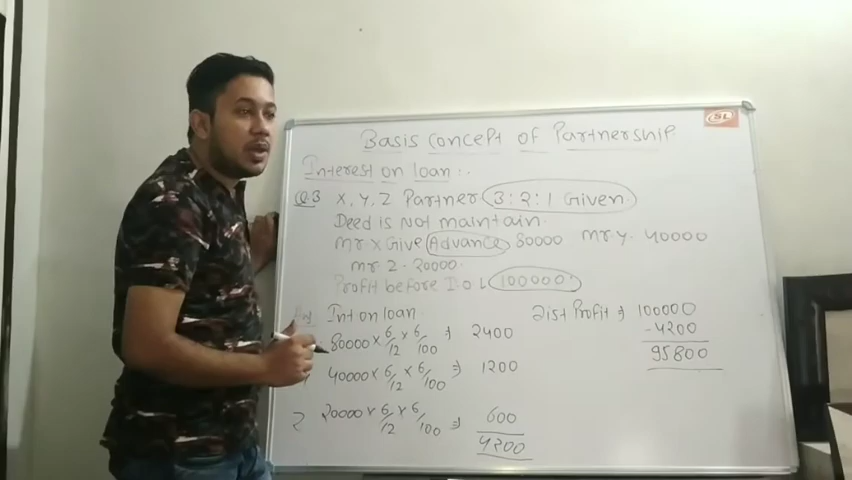 Basis Concept of Partnership
SL
Interest on loan :-
Q.3 X, Y, Z Partner 3:2:1 Given
Deed is Not maintain.
Mr X Give Advance 80000 Mr Y - 40000
Mr Z - 20000.
Profit before I.O L 100000
Int on loan
80000 × 6/12 × 6/100 ⇒ 2400
40000 × 6/12 × 6/100 ⇒ 1200
Z 20000 × 6/12 × 6/100 ⇒ 600
4200
Dist Profit ⇒ 100000
- 4200
95800